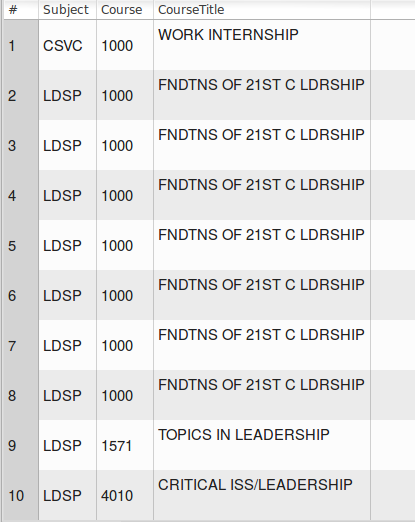 # Subject Course CourseTitle
1 CSVC 1000 WORK INTERNSHIP
2 LDSP 1000 FNDTNS OF 21ST C LDRSHIP
3 LDSP 1000 FNDTNS OF 21ST C LDRSHIP
4 LDSP 1000 FNDTNS OF 21ST C LDRSHIP
5 LDSP 1000 FNDTNS OF 21ST C LDRSHIP
6 LDSP 1000 FNDTNS OF 21ST C LDRSHIP
7 LDSP 1000 FNDTNS OF 21ST C LDRSHIP
8 LDSP 1000 FNDTNS OF 21ST C LDRSHIP
9 LDSP 1571 TOPICS IN LEADERSHIP
10 LDSP 4010 CRITICAL ISS/LEADERSHIP